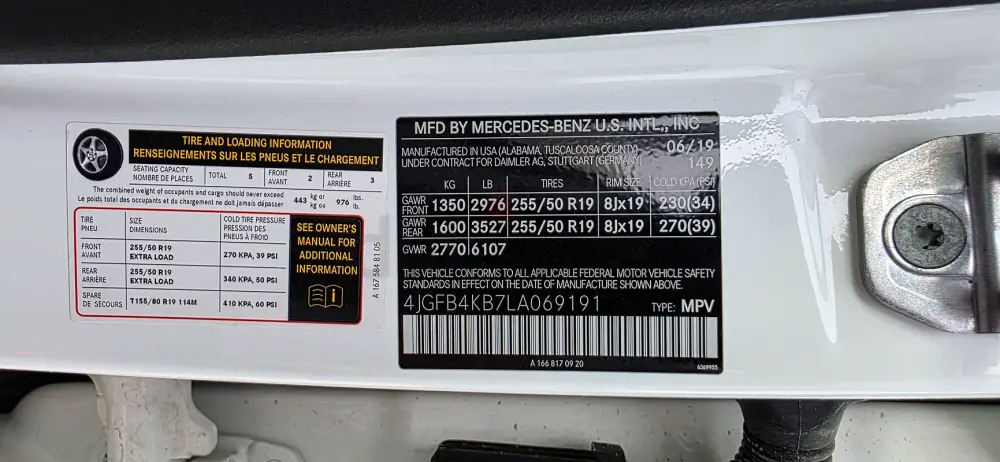 TIRE AND LOADING INFORMATION
RENSEIGNEMENTS SUR LES PNEUS ET LE CHARGEMENT
SEATING CAPACITY
NOMBRE DE PLACES
TOTAL 5
FRONT
AVANT 2
REAR
ARRIÈRE 3
The combined weight of occupants and cargo should never exceed
Le poids total des occupants et du chargement ne doit jamais dépasser
443 kg or
kg ou
976 lbs.
lb.
TIRE
PNEU
SIZE
DIMENSIONS
COLD TIRE PRESSURE
PRESSION DES
PNEUS À FROID
FRONT
AVANT
255/50 R19
EXTRA LOAD
270 KPA, 39 PSI
REAR
ARRIÈRE
255/50 R19
EXTRA LOAD
340 KPA, 50 PSI
SPARE
DE SECOURS
T155/80 R19 114M
410 KPA, 60 PSI
SEE OWNER'S
MANUAL FOR
ADDITIONAL
INFORMATION
A 167 584 81 05
MFD BY MERCEDES-BENZ U.S. INTL., INC
MANUFACTURED IN USA (ALABAMA, TUSCALOOSA COUNTY) 06/19
UNDER CONTRACT FOR DAIMLER AG, STUTTGART (GERMANY) 149
KG LB TIRES RIM SIZE COLD KPA (PSI)
GAWR
FRONT 1350 2976 255/50 R19 8Jx19 230(34)
GAWR
REAR 1600 3527 255/50 R19 8Jx19 270(39)
GVWR 2770 6107
THIS VEHICLE CONFORMS TO ALL APPLICABLE FEDERAL MOTOR VEHICLE SAFETY
STANDARDS IN EFFECT ON THE DATE OF MANUFACTURE SHOWN ABOVE.
4JGFB4KB7LA069191 TYPE: MPV
A 166 817 09 20
6369955